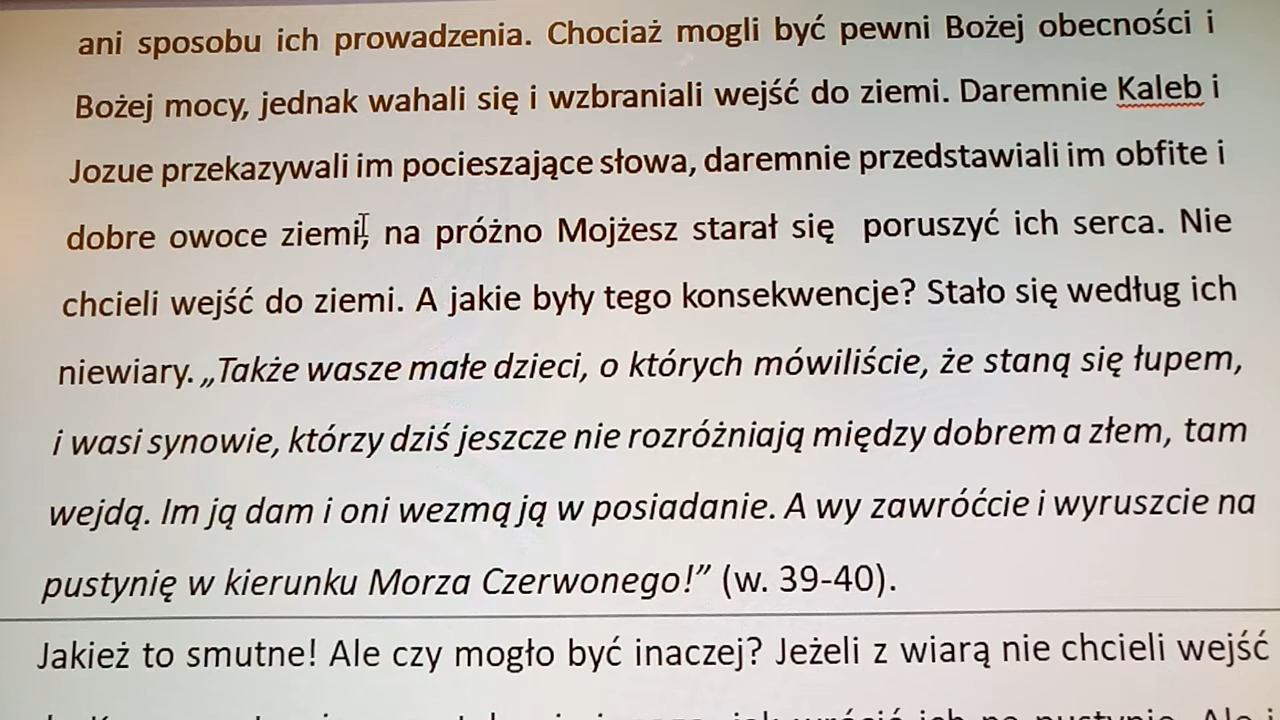 ani sposobu ich prowadzenia. Chociaż mogli być pewni Bożej obecności i
Bożej mocy, jednak wahali się i wzbraniali wejść do ziemi. Daremnie Kaleb i
Jozue przekazywali im pocieszające słowa, daremnie przedstawiali im obfite i
dobre owoce ziemi, na próżno Mojżesz starał się poruszyć ich serca. Nie
chcieli wejść do ziemi. A jakie były tego konsekwencje? Stało się według ich
niewiary. „Także wasze małe dzieci, o których mówiliście, że staną się łupem,
i wasi synowie, którzy dziś jeszcze nie rozróżniają między dobrem a złem, tam
wejdą. Im ją dam i oni wezmą ją w posiadanie. A wy zawróćcie i wyruszcie na
pustynię w kierunku Morza Czerwonego!” (w. 39-40).
Jakież to smutne! Ale czy mogło być inaczej? Jeżeli z wiarą nie chcieli wejść